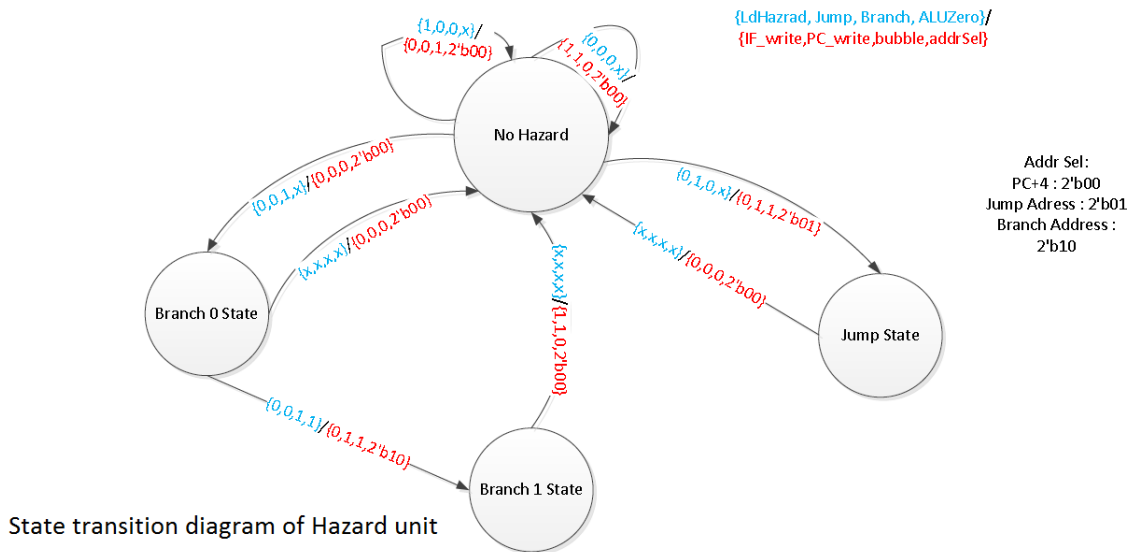 {LdHazrad, Jump, Branch, ALUZero}/
{IF_write,PC_write,bubble,addrSel}
{1,0,0,x}/
{0,0,1,2'b00}
{0,0,0,x}/
{1,1,0,2'b00}
No Hazard
{0,0,1,x}/{0,0,0,2'b00}
{x,x,x,x}/{0,0,0,2'b00}
{0,1,0,x}/{0,1,1,2'b01}
{x,x,x,x}/{0,0,0,2'b00}
{x,x,x,x}/{1,1,0,2'b00}
Addr Sel:
PC+4 : 2'b00
Jump Adress : 2'b01
Branch Address :
2'b10
Branch 0 State
Jump State
{0,0,1,1}/{0,1,1,2'b10}
Branch 1 State
State transition diagram of Hazard unit